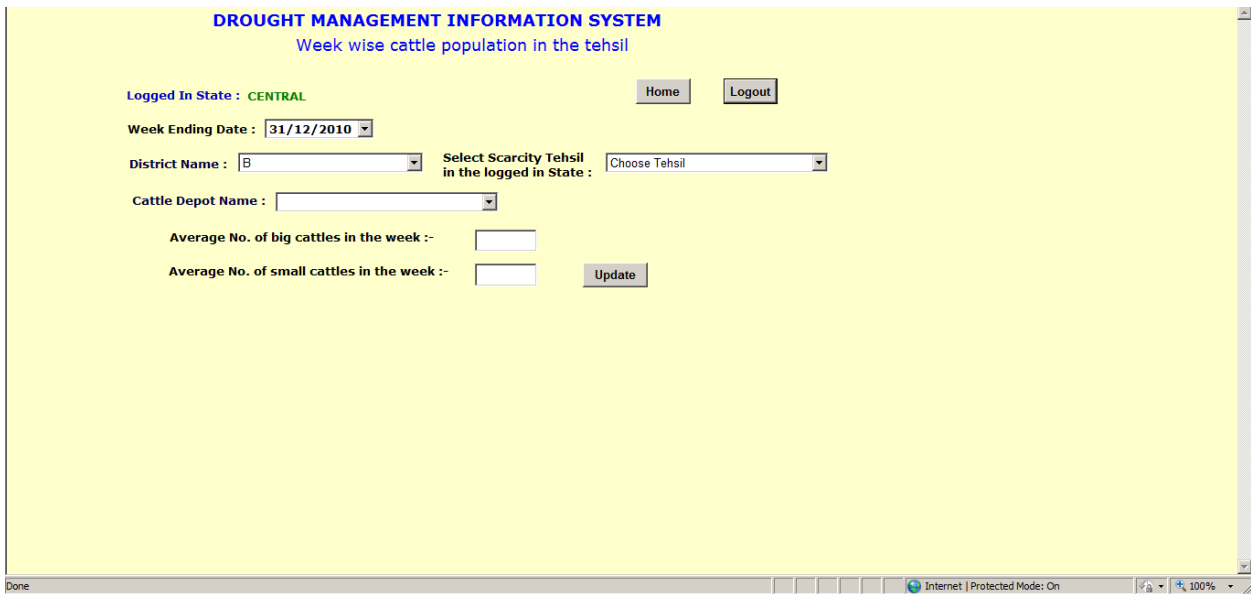 DROUGHT MANAGEMENT INFORMATION SYSTEM
Week wise cattle population in the tehsil
Logged In State : CENTRAL
Home
Logout
Week Ending Date : 31/12/2010
District Name : B
Select Scarcity Tehsil
in the logged in State :
Choose Tehsil
Cattle Depot Name :
Average No. of big cattles in the week :-
Average No. of small cattles in the week :-
Update
Done
Internet | Protected Mode: On
100%